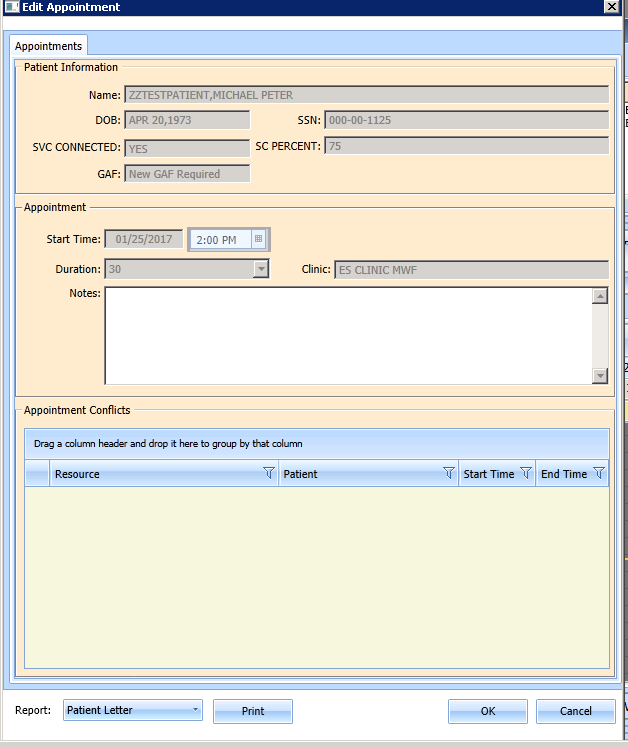 Edit Appointment
Appointments
Patient Information
Name: ZZTESTPATIENT,MICHAEL PETER
DOB: APR 20,1973 SSN: 000-00-1125
SVC CONNECTED: YES SC PERCENT: 75
GAF: New GAF Required
Appointment
Start Time: 01/25/2017 2:00 PM
Duration: 30 Clinic: ES CLINIC MWF
Notes:
Appointment Conflicts
Drag a column header and drop it here to group by that column
Resource Patient Start Time End Time
Report: Patient Letter Print OK Cancel